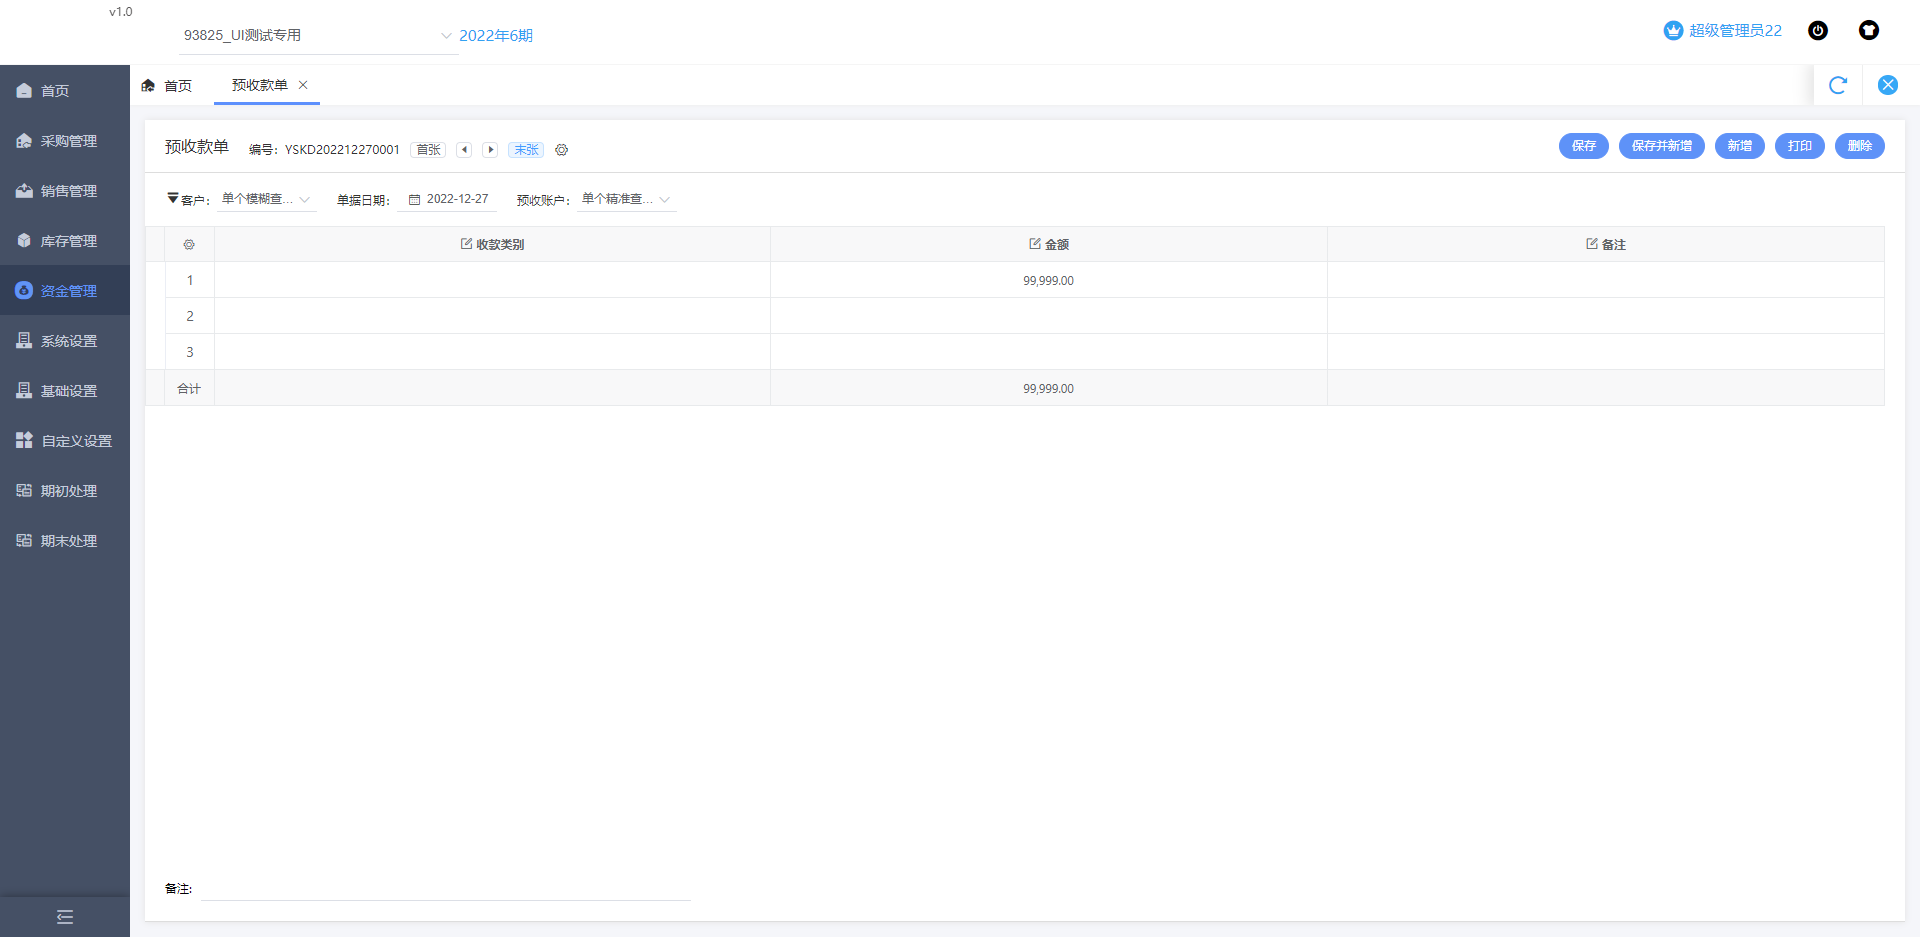 v1.0
93825_UI测试专用
2022年6期
超级管理员22
首页
采购管理
销售管理
库存管理
资金管理
系统设置
基础设置
自定义设置
期初处理
期末处理
首页
预收款单
预收款单
编号: YSKD202212270001
首张
末张
保存
保存并新增
新增
打印
删除
客户: 单个模糊查...
单据日期: 2022-12-27
预收账户: 单个精准查...
收款类别 金额 备注
1 99,999.00
2
3
合计 99,999.00
备注: